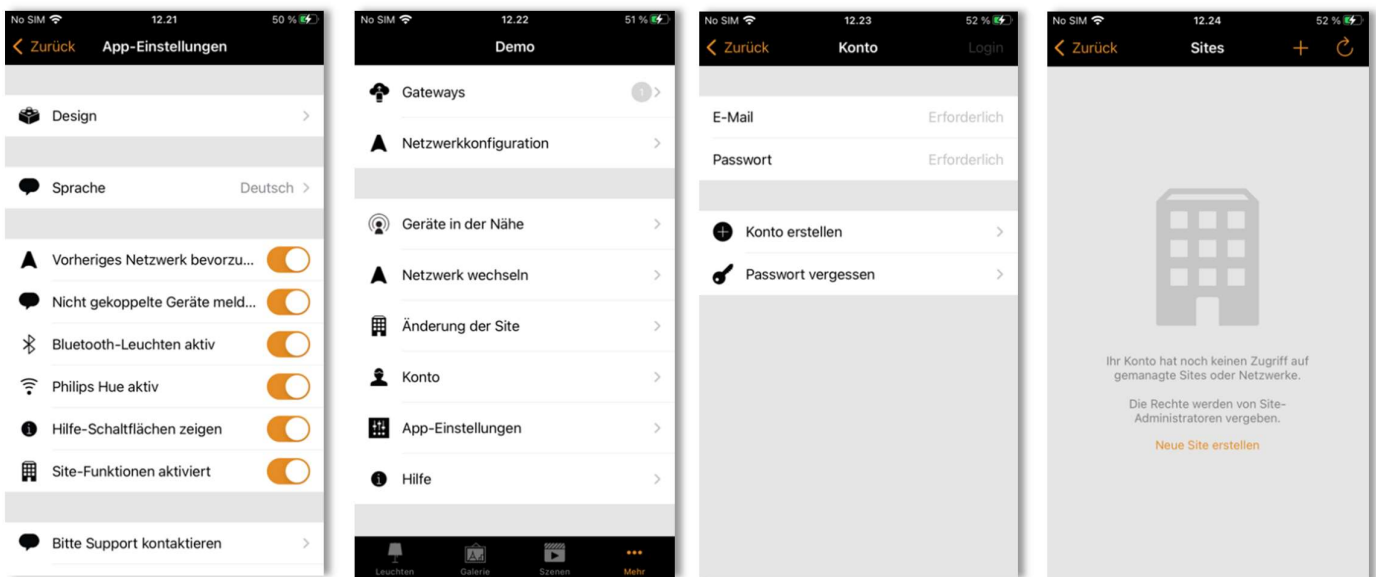 No SIM 12.21 50 %
Zurück App-Einstellungen
Design
Sprache Deutsch
Vorheriges Netzwerk bevorzu...
Nicht gekoppelte Geräte meld...
Bluetooth-Leuchten aktiv
Philips Hue aktiv
Hilfe-Schaltflächen zeigen
Site-Funktionen aktiviert
Bitte Support kontaktieren
No SIM 12.22 51 %
Demo
Gateways 1
Netzwerkkonfiguration
Geräte in der Nähe
Netzwerk wechseln
Änderung der Site
Konto
App-Einstellungen
Hilfe
Leuchten Galerie Szenen Mehr
No SIM 12.23 52 %
Zurück Konto Login
E-Mail Erforderlich
Passwort Erforderlich
Konto erstellen
Passwort vergessen
No SIM 12.24 52 %
Zurück Sites
Ihr Konto hat noch keinen Zugriff auf
gemanagte Sites oder Netzwerke.
Die Rechte werden von Site-
Administratoren vergeben.
Neue Site erstellen